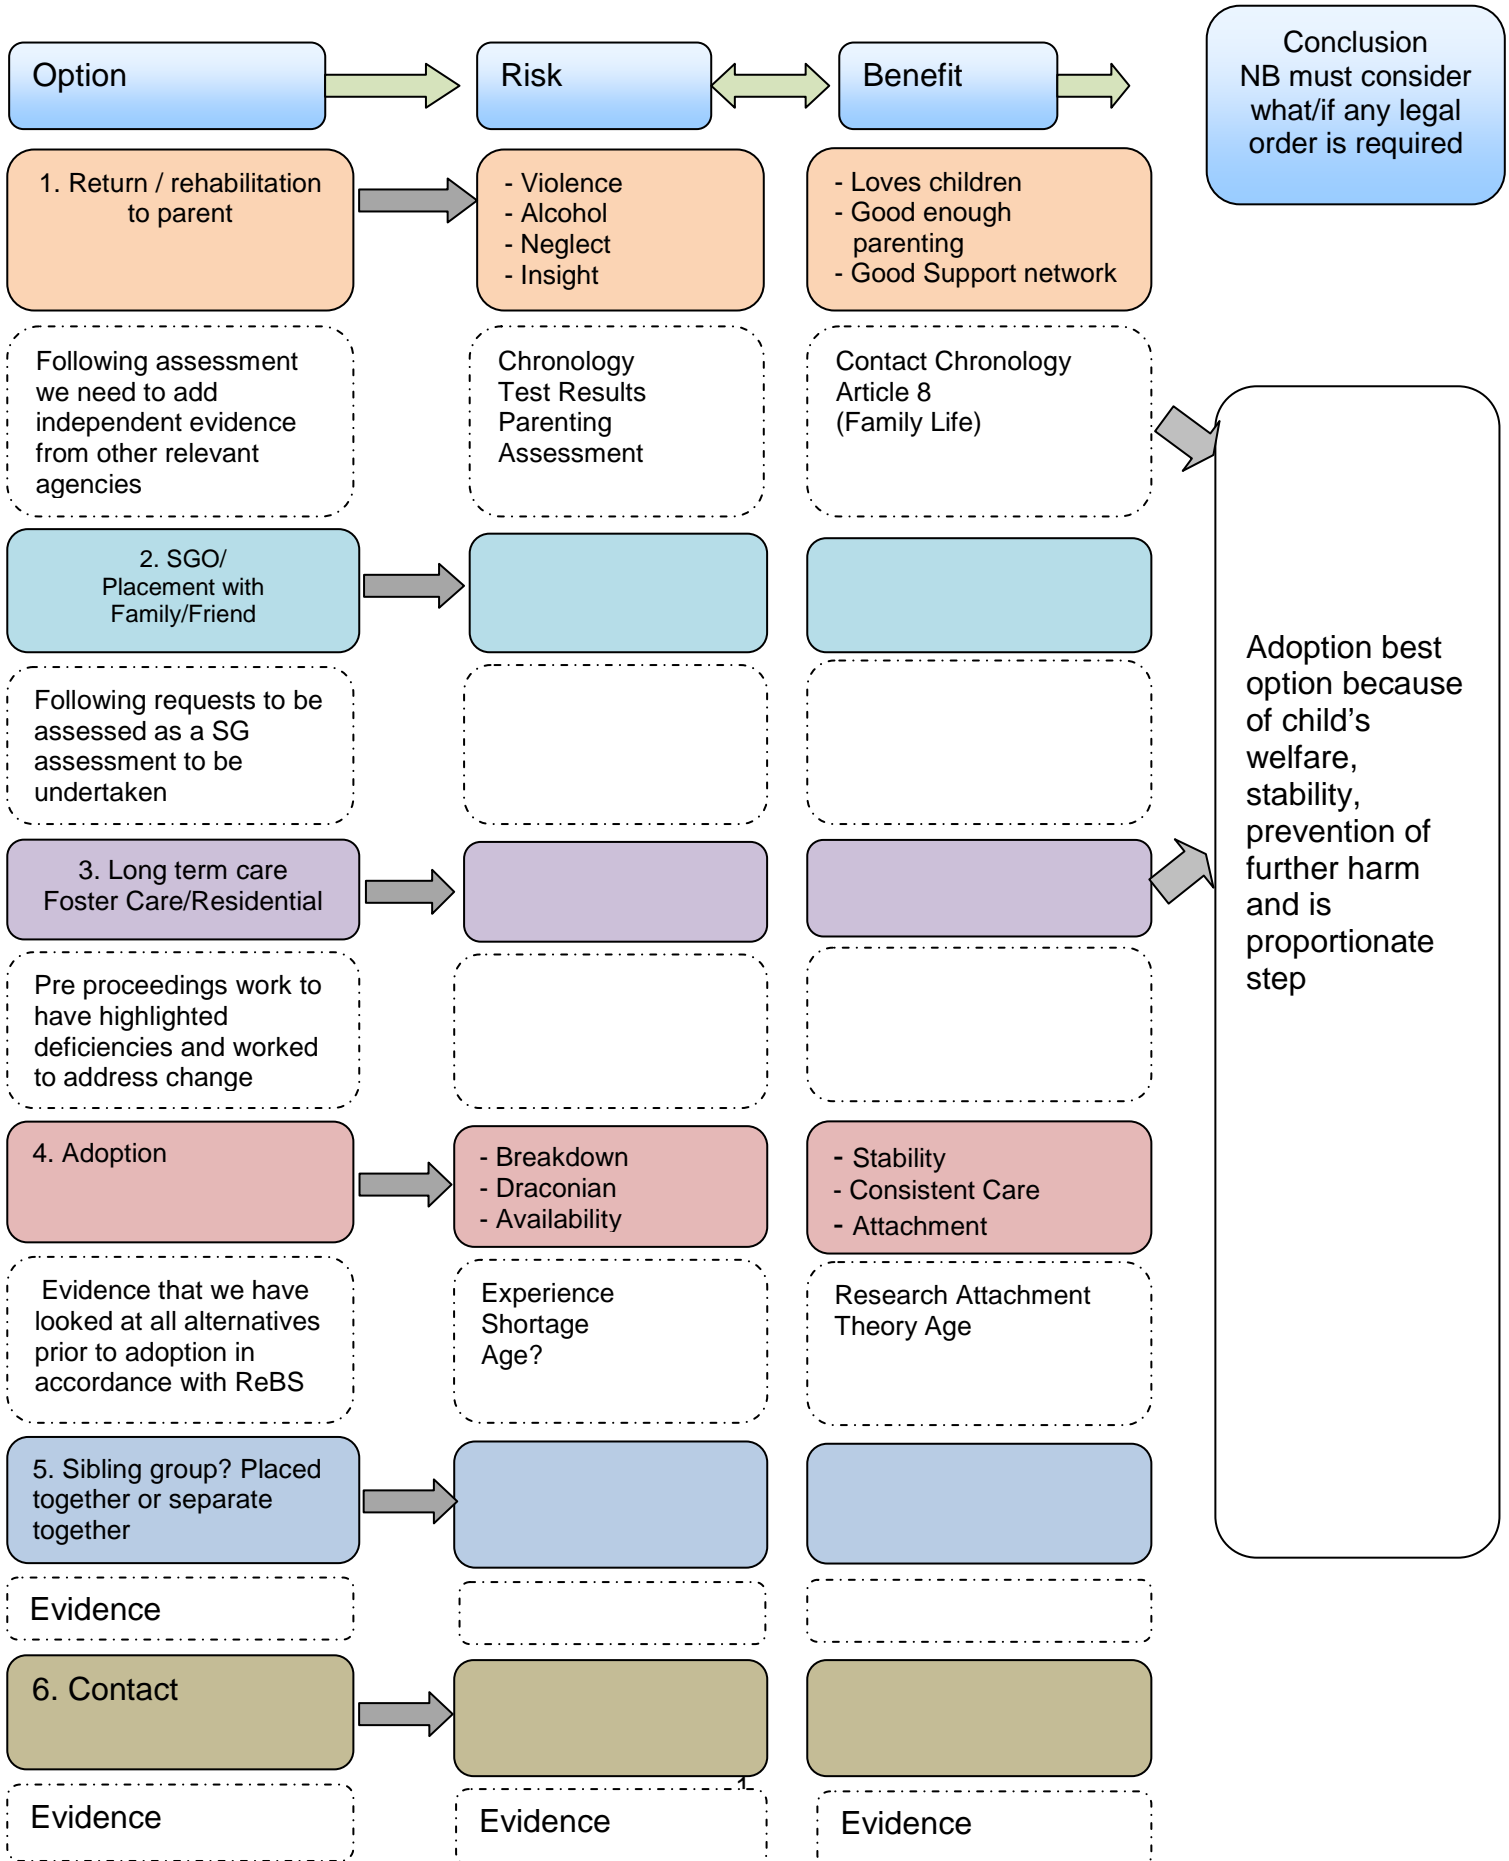 Option
Risk
Benefit
Conclusion
NB must consider
what/if any legal
order is required
1. Return / rehabilitation
to parent
- Violence
- Alcohol
- Neglect
- Insight
- Loves children
- Good enough
parenting
- Good Support network
Following assessment
we need to add
independent evidence
from other relevant
agencies
Chronology
Test Results
Parenting
Assessment
Contact Chronology
Article 8
(Family Life)
2. SGO/
Placement with
Family/Friend
Following requests to be
assessed as a SG
assessment to be
undertaken
3. Long term care
Foster Care/Residential
Pre proceedings work to
have highlighted
deficiencies and worked
to address change
4. Adoption
- Breakdown
- Draconian
- Availability
- Stability
- Consistent Care
- Attachment
Evidence that we have
looked at all alternatives
prior to adoption in
accordance with ReBS
Experience
Shortage
Age?
Research Attachment
Theory Age
5. Sibling group? Placed
together or separate
together
Evidence
6. Contact
Evidence
Evidence
Evidence
1
Adoption best
option because
of child’s
welfare,
stability,
prevention of
further harm
and is
proportionate
step